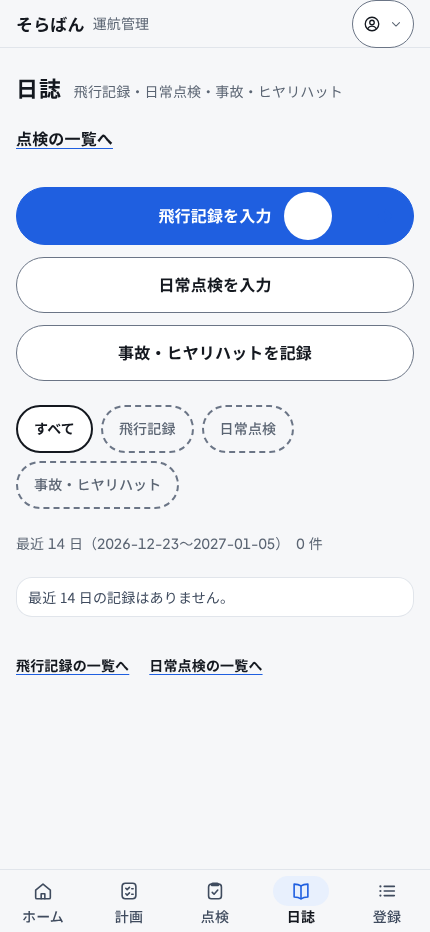 そらばん 運航管理
日誌 飛行記録・日常点検・事故・ヒヤリハット
点検の一覧へ
飛行記録を入力
日常点検を入力
事故・ヒヤリハットを記録
すべて 飛行記録 日常点検
事故・ヒヤリハット
最近 14 日（2026-12-23〜2027-01-05） 0 件
最近 14 日の記録はありません。
飛行記録の一覧へ 日常点検の一覧へ
ホーム 計画 点検 日誌 登録